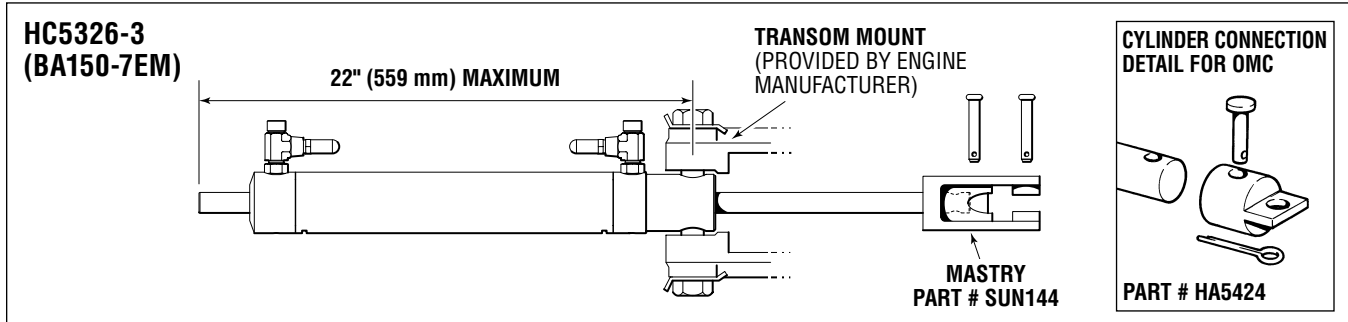 HC5326-3
(BA150-7EM)
22" (559 mm) MAXIMUM
TRANSOM MOUNT
(PROVIDED BY ENGINE
MANUFACTURER)
MASTRY
PART # SUN144
CYLINDER CONNECTION
DETAIL FOR OMC
PART # HA5424